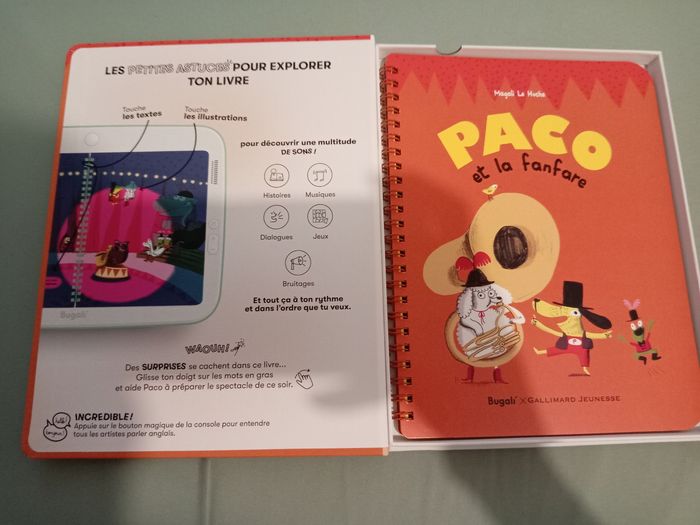 LES PETITES ASTUCES POUR EXPLORER
TON LIVRE
Touche
les textes
Touche
les illustrations
pour découvrir une multitude
DE SONS !
Histoires
Musiques
Dialogues
Jeux
Bruitages
Et tout ça à ton rythme
et dans l'ordre que tu veux.
Bugali
WAOUH!
Des SURPRISES se cachent dans ce livre...
Glisse ton doigt sur les mots en gras
et aide Paco à préparer le spectacle de ce soir.
hello!
bonjour!
INCREDIBLE!
Appuie sur le bouton magique de la console pour entendre
tous les artistes parler anglais.
Magali Le Huche
PACO
et la fanfare
Bugali × GALLIMARD JEUNESSE